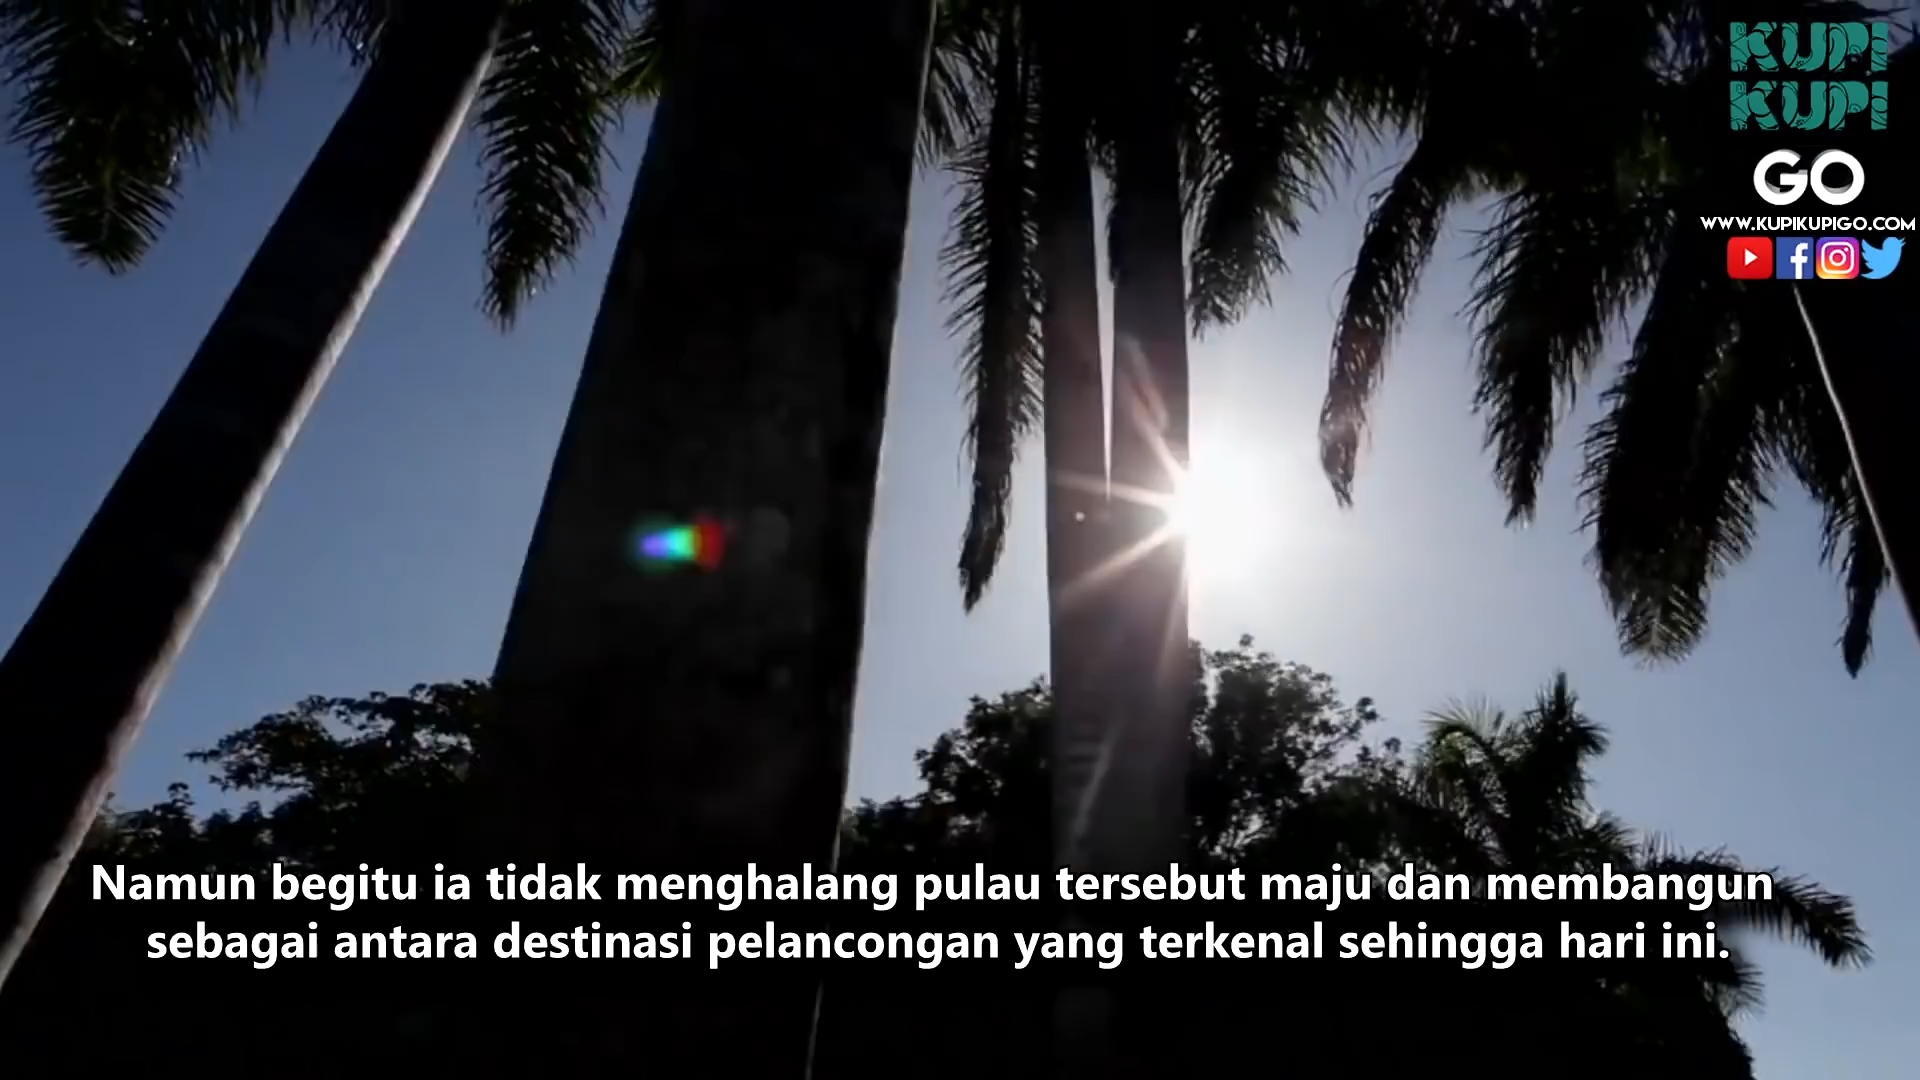 KUPI
KUPI
GO
WWW.KUPIKUPIGO.COM
Namun begitu ia tidak menghalang pulau tersebut maju dan membangun
sebagai antara destinasi pelancongan yang terkenal sehingga hari ini.